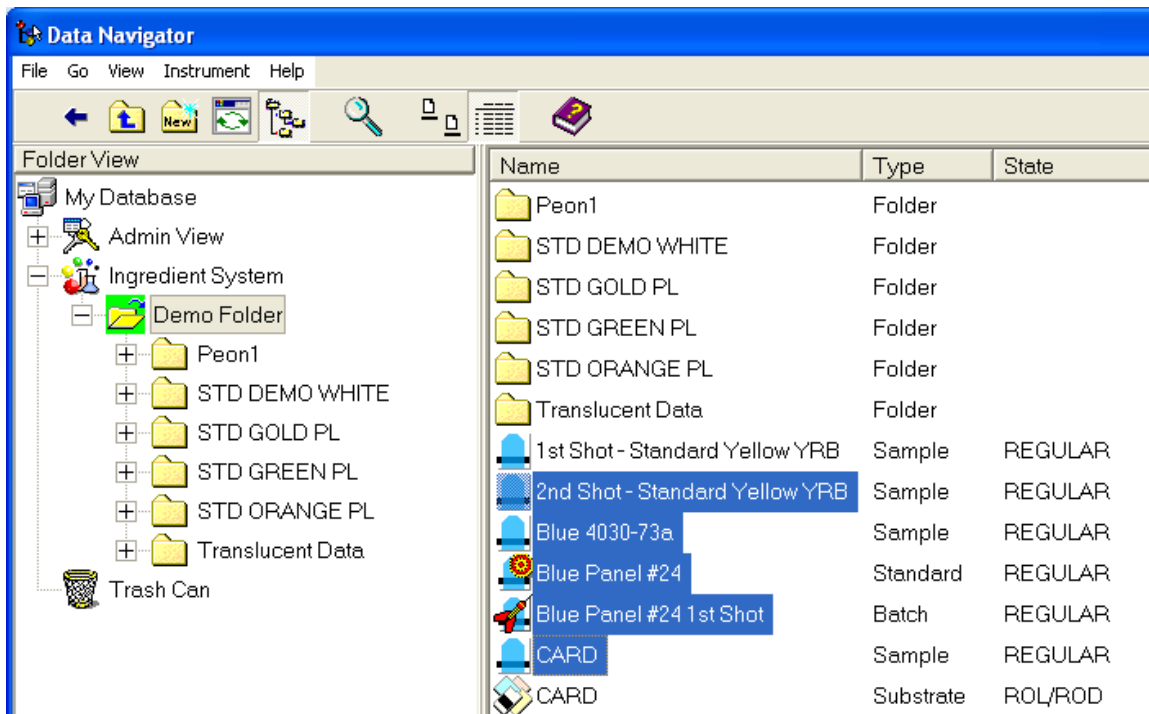 Data Navigator
File Go View Instrument Help
New
Folder View
My Database
Admin View
Ingredient System
Demo Folder
Peon1
STD DEMO WHITE
STD GOLD PL
STD GREEN PL
STD ORANGE PL
Translucent Data
Trash Can
Name Type State
Peon1 Folder
STD DEMO WHITE Folder
STD GOLD PL Folder
STD GREEN PL Folder
STD ORANGE PL Folder
Translucent Data Folder
1st Shot - Standard Yellow YRB Sample REGULAR
2nd Shot - Standard Yellow YRB Sample REGULAR
Blue 4030-73a Sample REGULAR
Blue Panel #24 Standard REGULAR
Blue Panel #24 1st Shot Batch REGULAR
CARD Sample REGULAR
CARD Substrate ROL/ROD